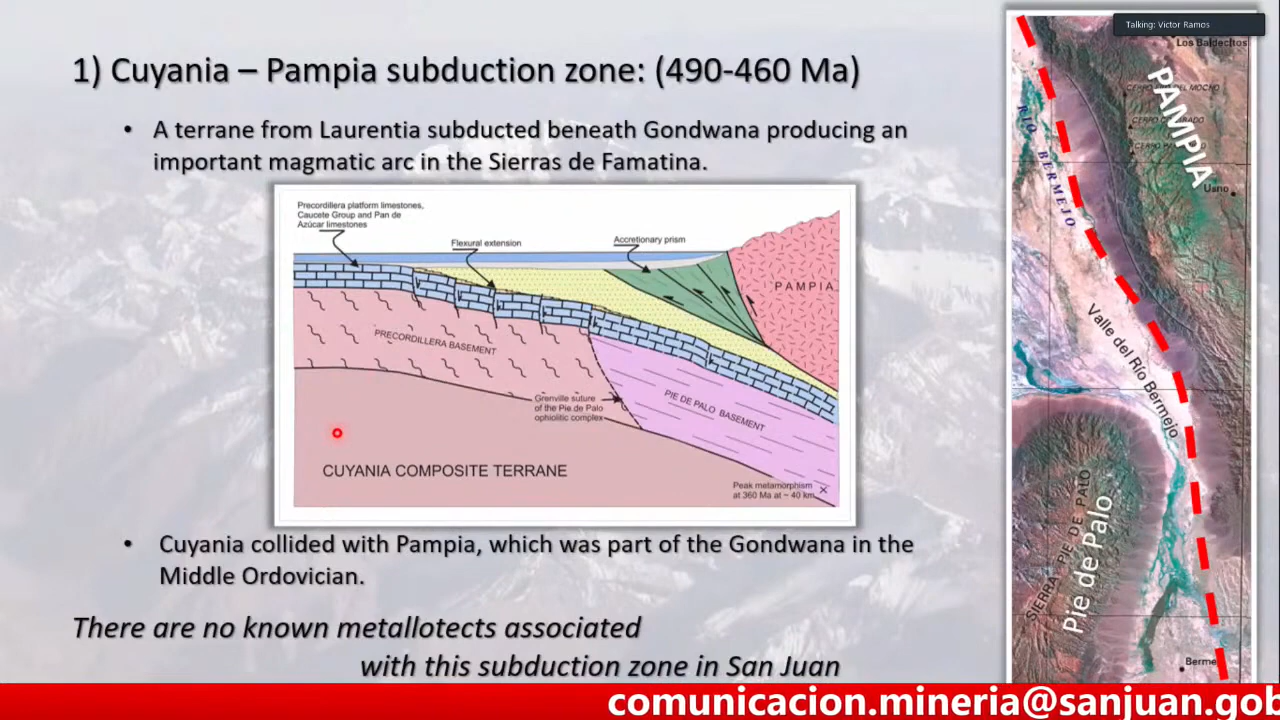 1) Cuyania – Pampia subduction zone: (490-460 Ma)
• A terrane from Laurentia subducted beneath Gondwana producing an
important magmatic arc in the Sierras de Famatina.
Precordillera platform limestones,
Caucete Group and Pan de
Azúcar limestones
Flexural extension
Accretionary prism
PAMPIA
PRECORDILLERA BASEMENT
Grenville suture
of the Pie de Palo
ophiolitic complex
PIE DE PALO BASEMENT
CUYANIA COMPOSITE TERRANE
Peak metamorphism
at 360 Ma at ~ 40 km
• Cuyania collided with Pampia, which was part of the Gondwana in the
Middle Ordovician.
There are no known metallotects associated
with this subduction zone in San Juan
Talking: Victor Ramos
Los Baldecitos
PAMPIA
RIO BERMEJO
Usno
Valle del Río Bermejo
SIERRA PIE DE PALO
Pie de Palo
Berme
comunicacion.mineria@sanjuan.gob